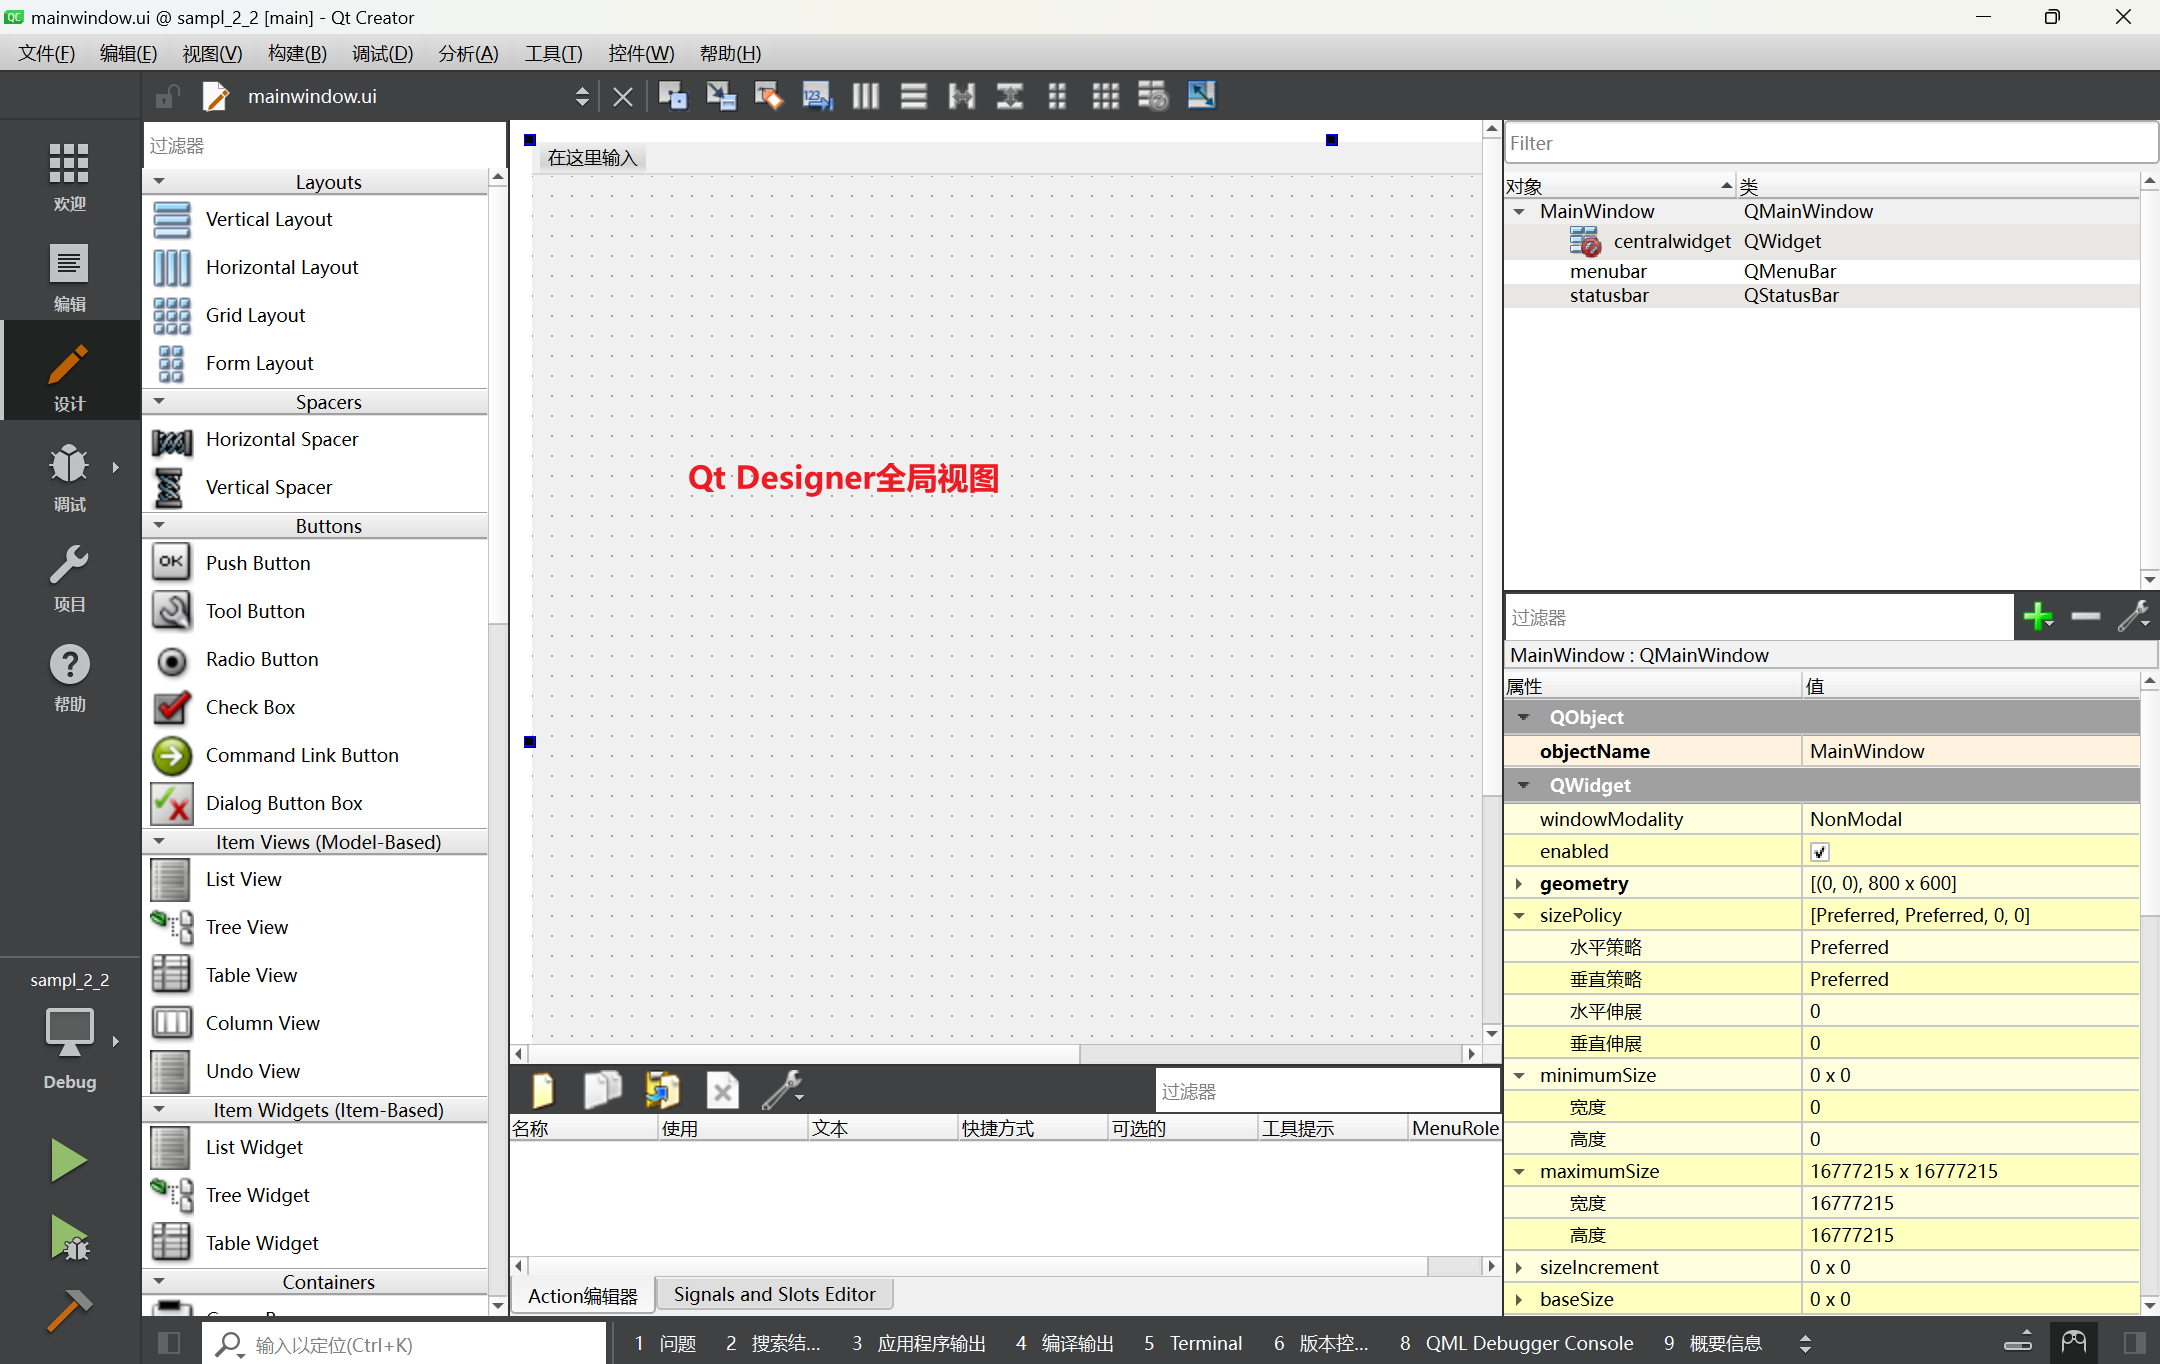 mainwindow.ui @ sampl_2_2 [main] - Qt Creator
文件(F) 编辑(E) 视图(V) 构建(B) 调试(D) 分析(A) 工具(T) 控件(W) 帮助(H)
mainwindow.ui
欢迎
编辑
设计
调试
项目
帮助
sampl_2_2
Debug
过滤器
Layouts
Vertical Layout
Horizontal Layout
Grid Layout
Form Layout
Spacers
Horizontal Spacer
Vertical Spacer
Buttons
Push Button
Tool Button
Radio Button
Check Box
Command Link Button
Dialog Button Box
Item Views (Model-Based)
List View
Tree View
Table View
Column View
Undo View
Item Widgets (Item-Based)
List Widget
Tree Widget
Table Widget
Containers
在这里输入
Qt Designer全局视图
过滤器
名称 使用 文本 快捷方式 可选的 工具提示 MenuRole
Action编辑器 Signals and Slots Editor
Filter
对象 类
MainWindow QMainWindow
centralwidget QWidget
menubar QMenuBar
statusbar QStatusBar
过滤器
MainWindow : QMainWindow
属性 值
QObject
objectName MainWindow
QWidget
windowModality NonModal
enabled
geometry [(0, 0), 800 x 600]
sizePolicy [Preferred, Preferred, 0, 0]
水平策略 Preferred
垂直策略 Preferred
水平伸展 0
垂直伸展 0
minimumSize 0 x 0
宽度 0
高度 0
maximumSize 16777215 x 16777215
宽度 16777215
高度 16777215
sizeIncrement 0 x 0
baseSize 0 x 0
输入以定位(Ctrl+K) 1 问题 2 搜索结... 3 应用程序输出 4 编译输出 5 Terminal 6 版本控... 8 QML Debugger Console 9 概要信息